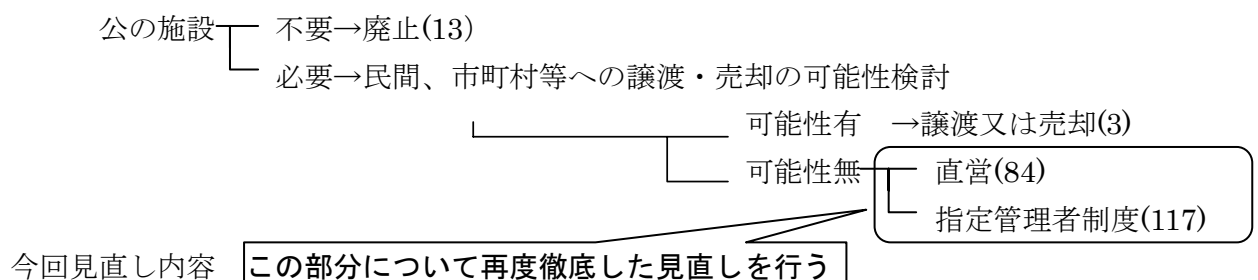 公の施設 不要→廃止(13)
必要→民間、市町村等への譲渡・売却の可能性検討
可能性有 →譲渡又は売却(3)
可能性無 直営(84)
指定管理者制度(117)
今回見直し内容 この部分について再度徹底した見直しを行う